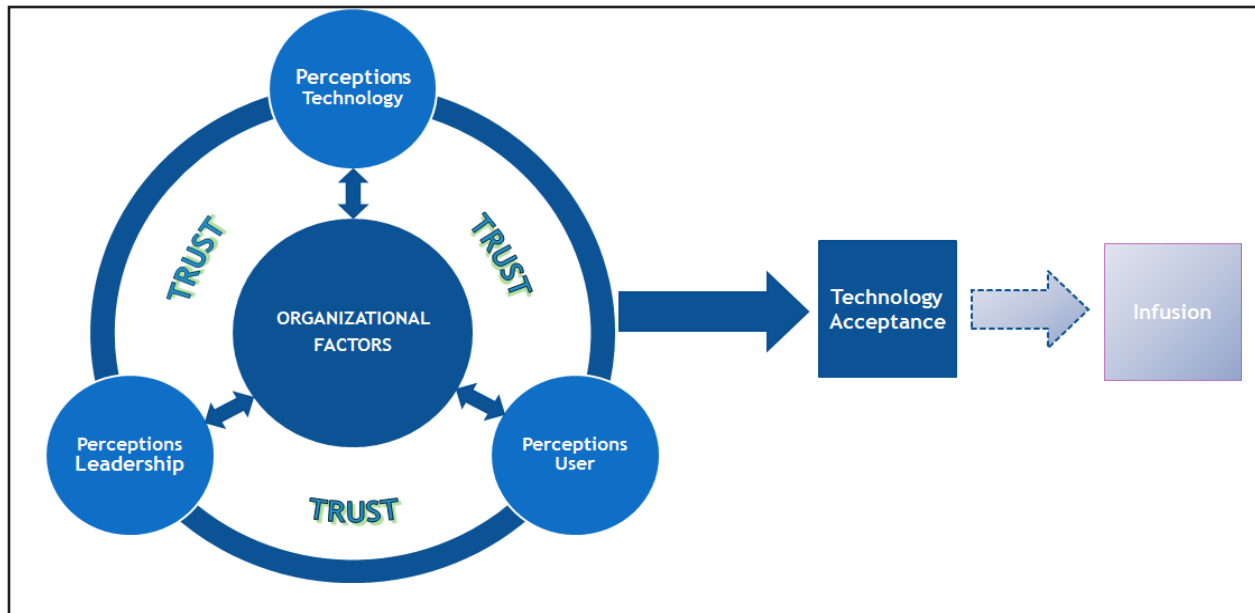 Perceptions
Technology
TRUST
TRUST
ORGANIZATIONAL
FACTORS
Technology
Acceptance
Infusion
Perceptions
Leadership
Perceptions
User
TRUST